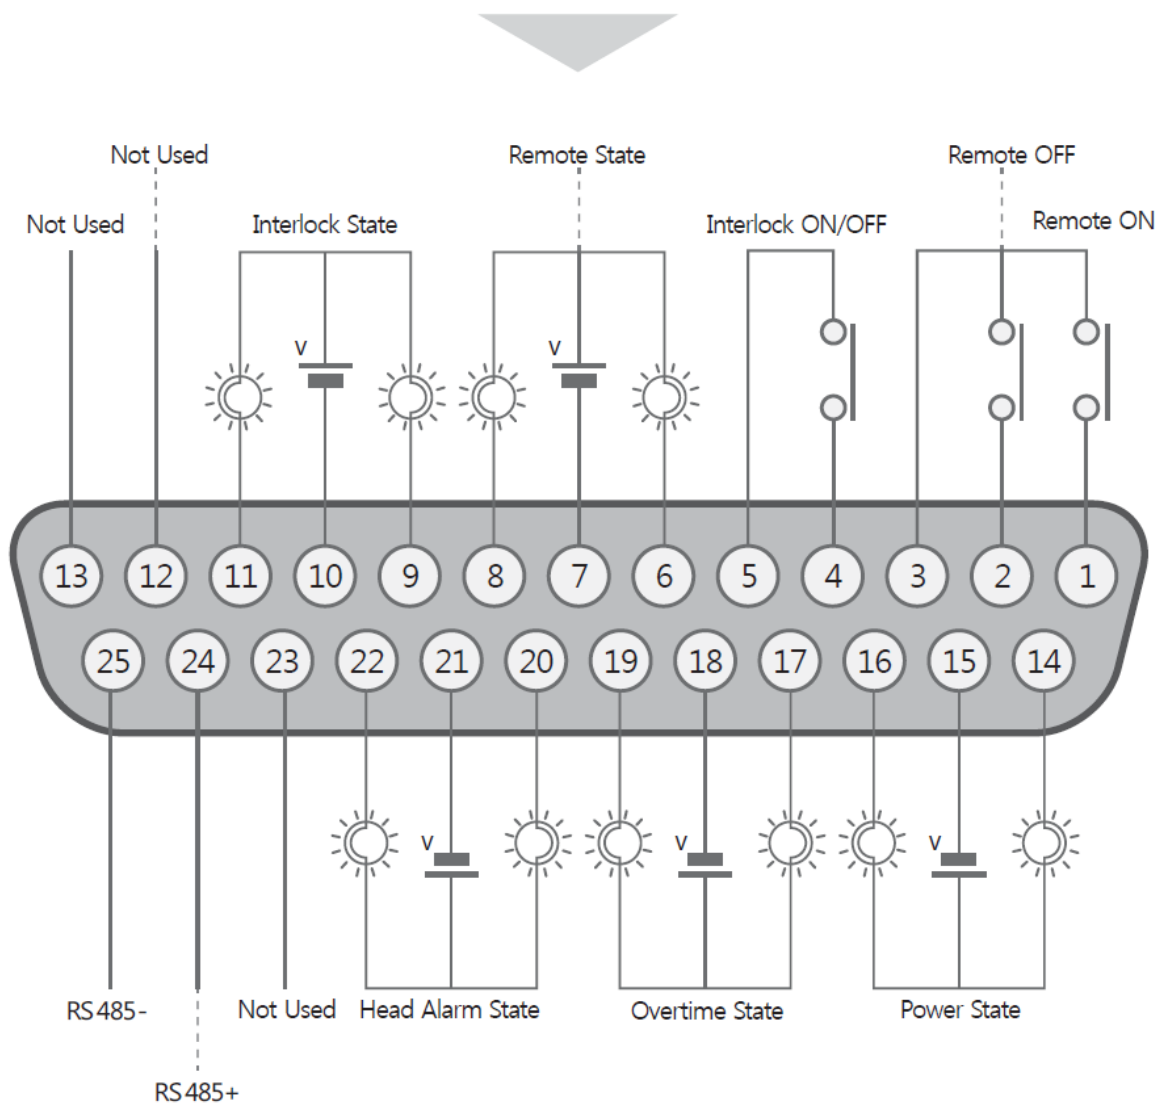 Not Used
Remote State
Remote OFF
Not Used
Interlock State
Interlock ON/OFF
Remote ON
V
V
13 12 11 10 9 8 7 6 5 4 3 2 1
25 24 23 22 21 20 19 18 17 16 15 14
V
V
V
RS485-
Not Used
Head Alarm State
Overtime State
Power State
RS485+